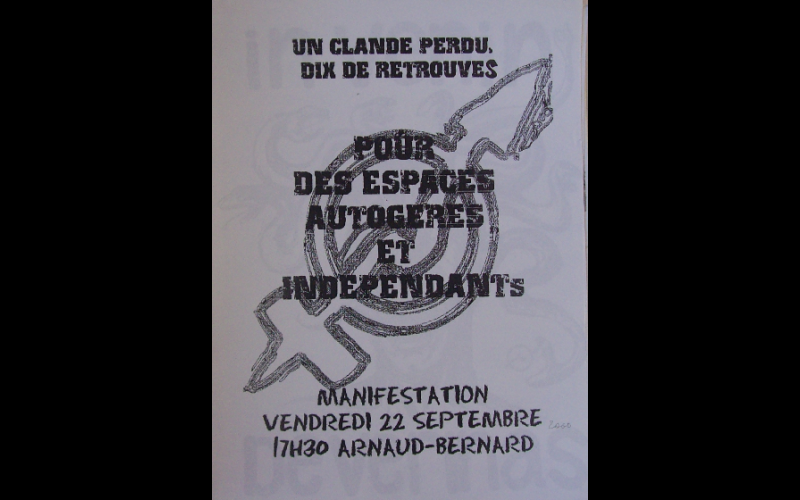 UN CLANDE PERDU,
DIX DE RETROUVES
POUR
DES ESPACES
AUTOGERES
ET
INDEPENDANTS
MANIFESTATION
VENDREDI 22 SEPTEMBRE
17H30 ARNAUD-BERNARD